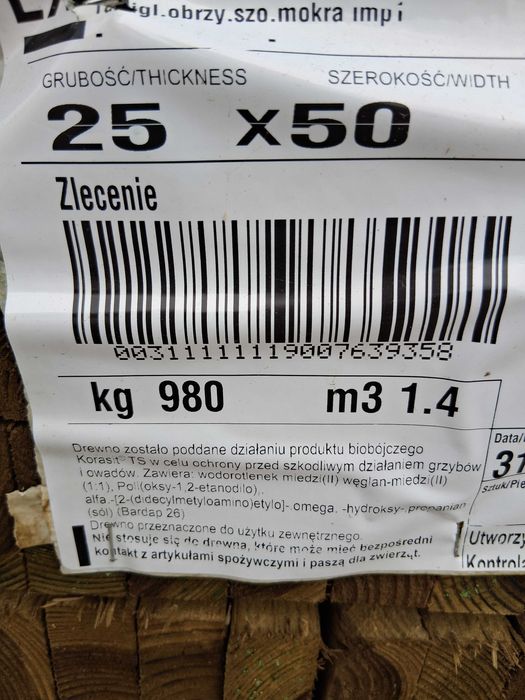 igl.obrzy.szo.mokra impi
GRUBOŚĆ/THICKNESS SZEROKOŚĆ/WIDTH
25 x50
Zlecenie
00311111119007639358
kg 980 m3 1.4
Drewno zostało poddane działaniu produktu biobójczego
Korasit TS w celu ochrony przed szkodliwym działaniem grzybów
i owadów. Zawiera: wodorotlenek miedzi(II) węglan-miedzi(II)
(1:1), Poli(oksy-1,2-etanodilo),.
alfa.-[2-(didecylmetyloamino)etylo]-.omega. -hydroksy- propanian
(sól) (Bardap 26)
Drewno przeznaczone do użytku zewnętrznego.
Nie stosuje się do drewna, które może mieć bezpośredni
kontakt z artykułami spożywczymi i paszą dla zwierząt.
Data/
31
Sztuk/Pie
Utworzy
Kontrola